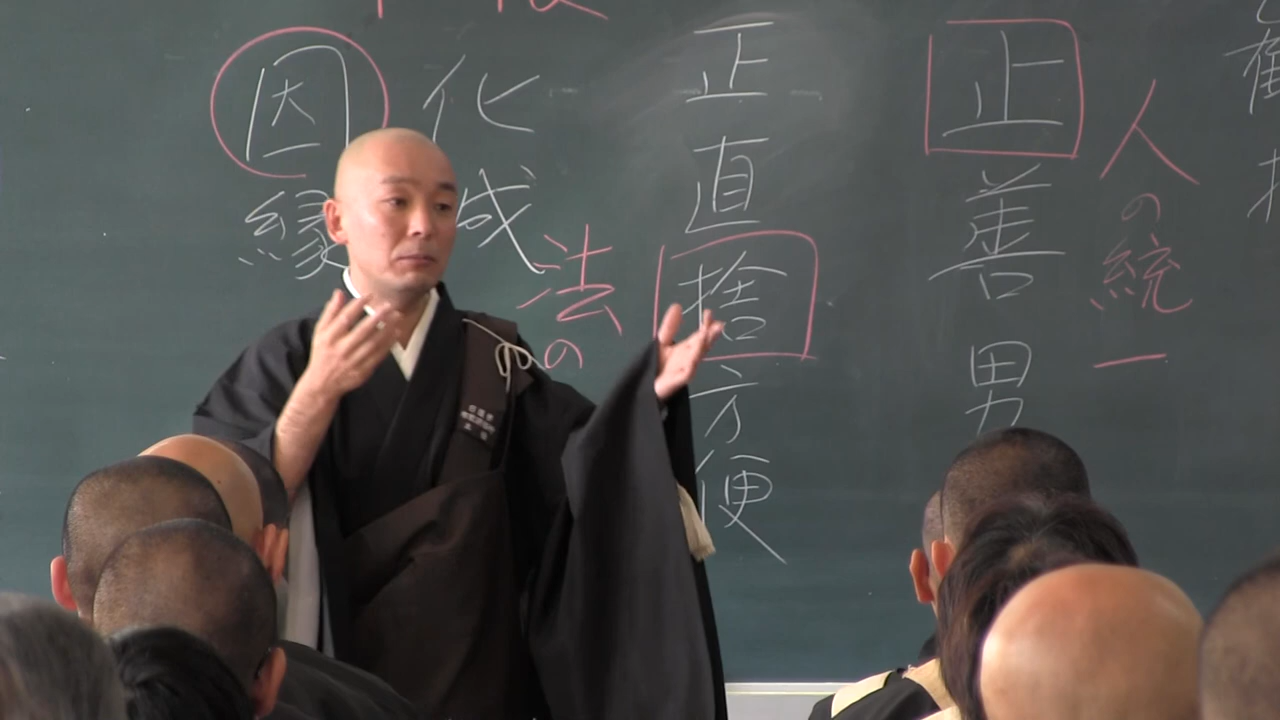 人の統一
正善男
正直捨方便
化成
法の
因縁